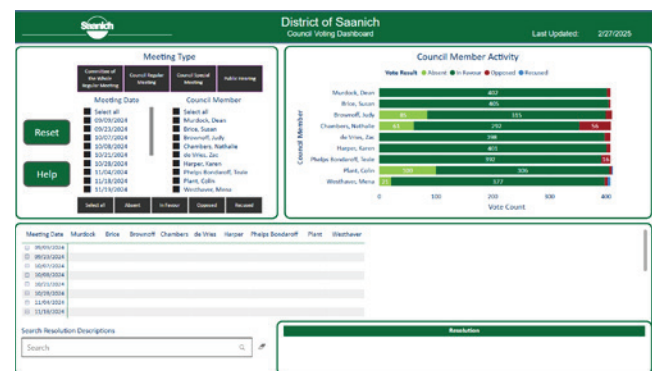 Saanich
District of Saanich
Council Voting Dashboard
Last Updated: 2/27/2025
Meeting Type
Committee of the Whole Regular Meeting
Council Regular Meeting
Council Special Meeting
Public Hearing
Meeting Date
Select all
09/09/2024
09/23/2024
10/07/2024
10/08/2024
10/21/2024
10/28/2024
11/04/2024
11/18/2024
11/19/2024
Council Member
Select all
Murdock, Dean
Brice, Susan
Brownoff, Judy
Chambers, Nathalie
de Vries, Zac
Harper, Karen
Phelps Bondaroff, Teale
Plant, Colin
Westhaver, Mena
Reset
Help
Select all
Absent
In Favour
Opposed
Recused
Council Member Activity
Vote Result Absent In Favour Opposed Recused
Council Member
Murdock, Dean 402
Brice, Susan 405
Brownoff, Judy 85 315
Chambers, Nathalie 61 292 56
de Vries, Zac 398
Harper, Karen 401
Phelps Bondaroff, Teale 392 16
Plant, Colin 100 306
Westhaver, Mena 21 377
0 100 200 300 400
Vote Count
Meeting Date Murdock Brice Brownoff Chambers de Vries Harper Phelps Bondaroff Plant Westhaver
09/09/2024
09/23/2024
10/07/2024
10/08/2024
10/21/2024
10/28/2024
11/04/2024
11/18/2024
Search Resolution Descriptions
Search
Resolution